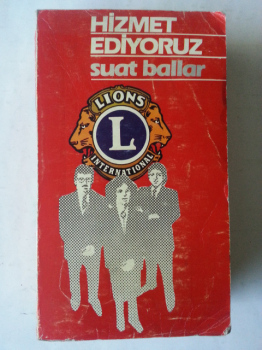 HİZMET
EDİYORUZ
suat ballar
LIONS
L
INTERNATIONAL